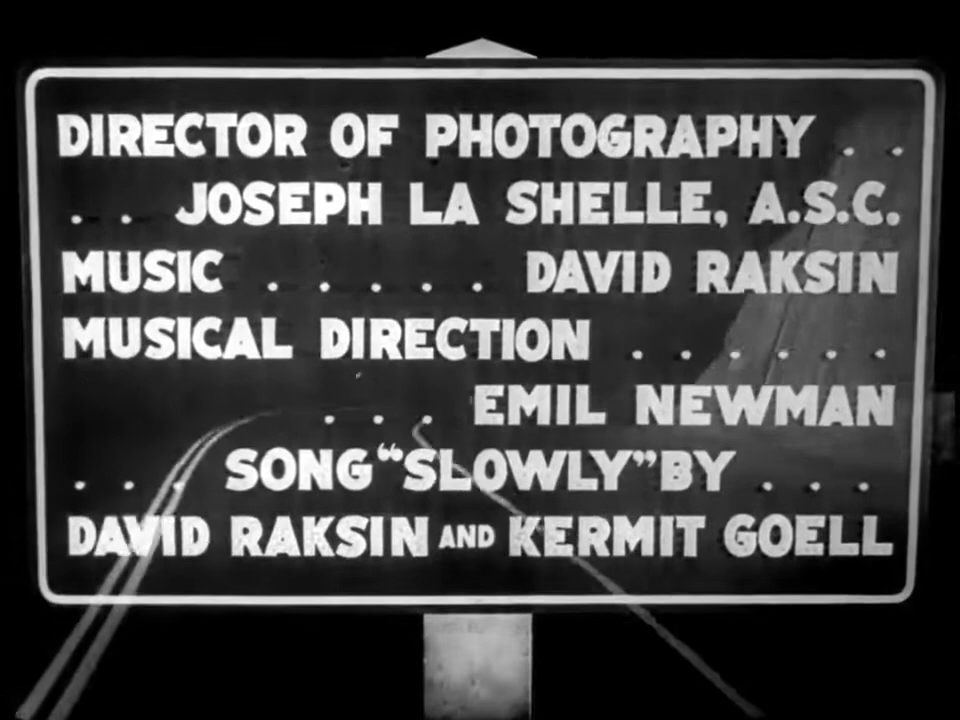 DIRECTOR OF PHOTOGRAPHY . .
. . JOSEPH LA SHELLE, A.S.C.
MUSIC . . . . . DAVID RAKSIN
MUSICAL DIRECTION . . . . . .
. . . EMIL NEWMAN
. . . SONG “SLOWLY” BY . . .
DAVID RAKSIN AND KERMIT GOELL